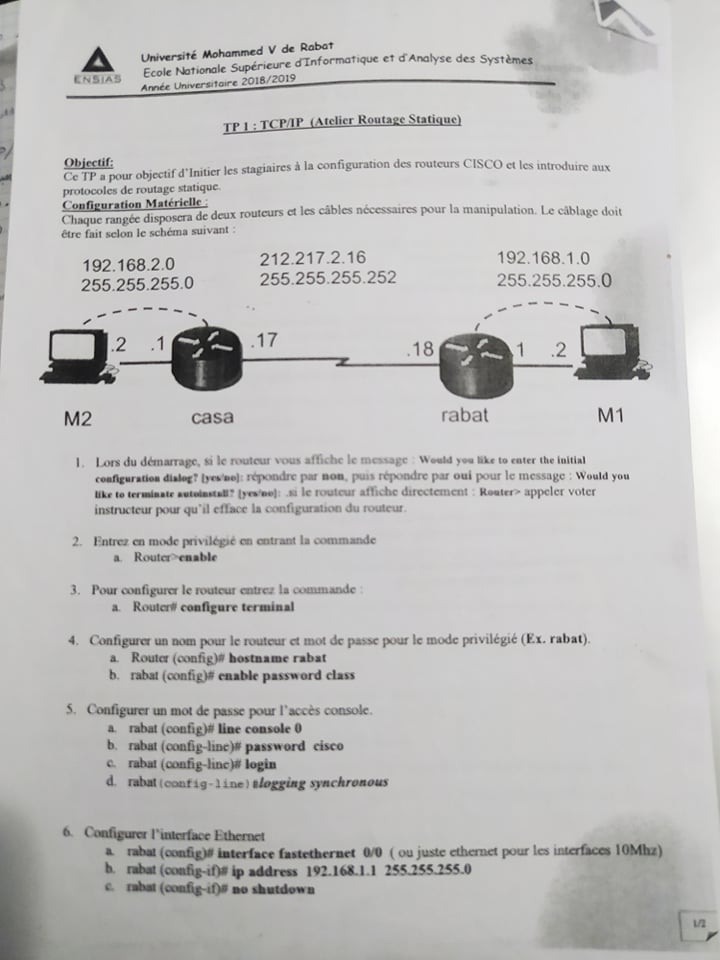 Université Mohammed V de Rabat
Ecole Nationale Supérieure d'Informatique et d'Analyse des Systèmes
ENSIAS
Année Universitaire 2018/2019
TP 1 : TCP/IP (Atelier Routage Statique)
Objectif:
Ce TP a pour objectif d'Initier les stagiaires à la configuration des routeurs CISCO et les introduire aux
protocoles de routage statique.
Configuration Matérielle :
Chaque rangée disposera de deux routeurs et les câbles nécessaires pour la manipulation. Le câblage doit
être fait selon le schéma suivant :
192.168.2.0 212.217.2.16 192.168.1.0
255.255.255.0 255.255.255.252 255.255.255.0
.2 .1 .17 .18 1 .2
M2 casa rabat M1
1. Lors du démarrage, si le routeur vous affiche le message : Would you like to enter the initial
configuration dialog? [yes/no]: répondre par non, puis répondre par oui pour le message : Would you
like to terminate autoinstall? [yes/no]: .si le routeur affiche directement : Router> appeler voter
instructeur pour qu'il efface la configuration du routeur.
2. Entrez en mode privilégié en entrant la commande
a. Router>enable
3. Pour configurer le routeur entrez la commande :
a. Router# configure terminal
4. Configurer un nom pour le routeur et mot de passe pour le mode privilégié (Ex. rabat).
a. Router (config)# hostname rabat
b. rabat (config)# enable password class
5. Configurer un mot de passe pour l'accès console.
a. rabat (config)# line console 0
b. rabat (config-line)# password cisco
c. rabat (config-line)# login
d. rabat(config-line)#logging synchronous
6. Configurer l'interface Ethernet
a. rabat (config)# interface fastethernet 0/0 ( ou juste ethernet pour les interfaces 10Mhz)
b. rabat (config-if)# ip address 192.168.1.1 255.255.255.0
c. rabat (config-if)# no shutdown
1/2